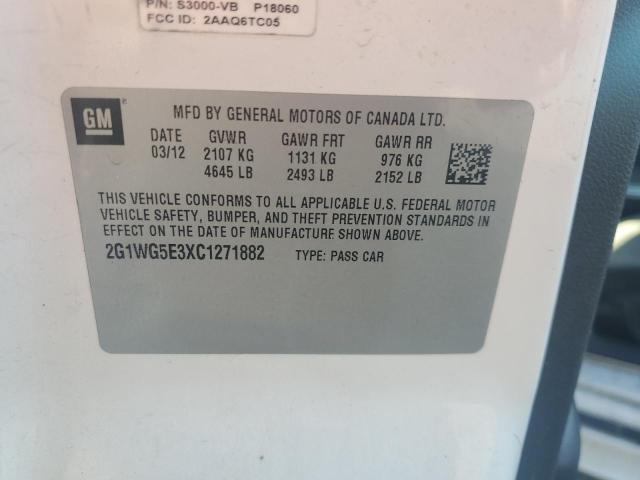 P/N: S3000-VB P18060
FCC ID: 2AAQ6TC05
GM
MFD BY GENERAL MOTORS OF CANADA LTD.
DATE GVWR GAWR FRT GAWR RR
03/12 2107 KG 1131 KG 976 KG
4645 LB 2493 LB 2152 LB
THIS VEHICLE CONFORMS TO ALL APPLICABLE U.S. FEDERAL MOTOR
VEHICLE SAFETY, BUMPER, AND THEFT PREVENTION STANDARDS IN
EFFECT ON THE DATE OF MANUFACTURE SHOWN ABOVE.
2G1WG5E3XC1271882 TYPE: PASS CAR